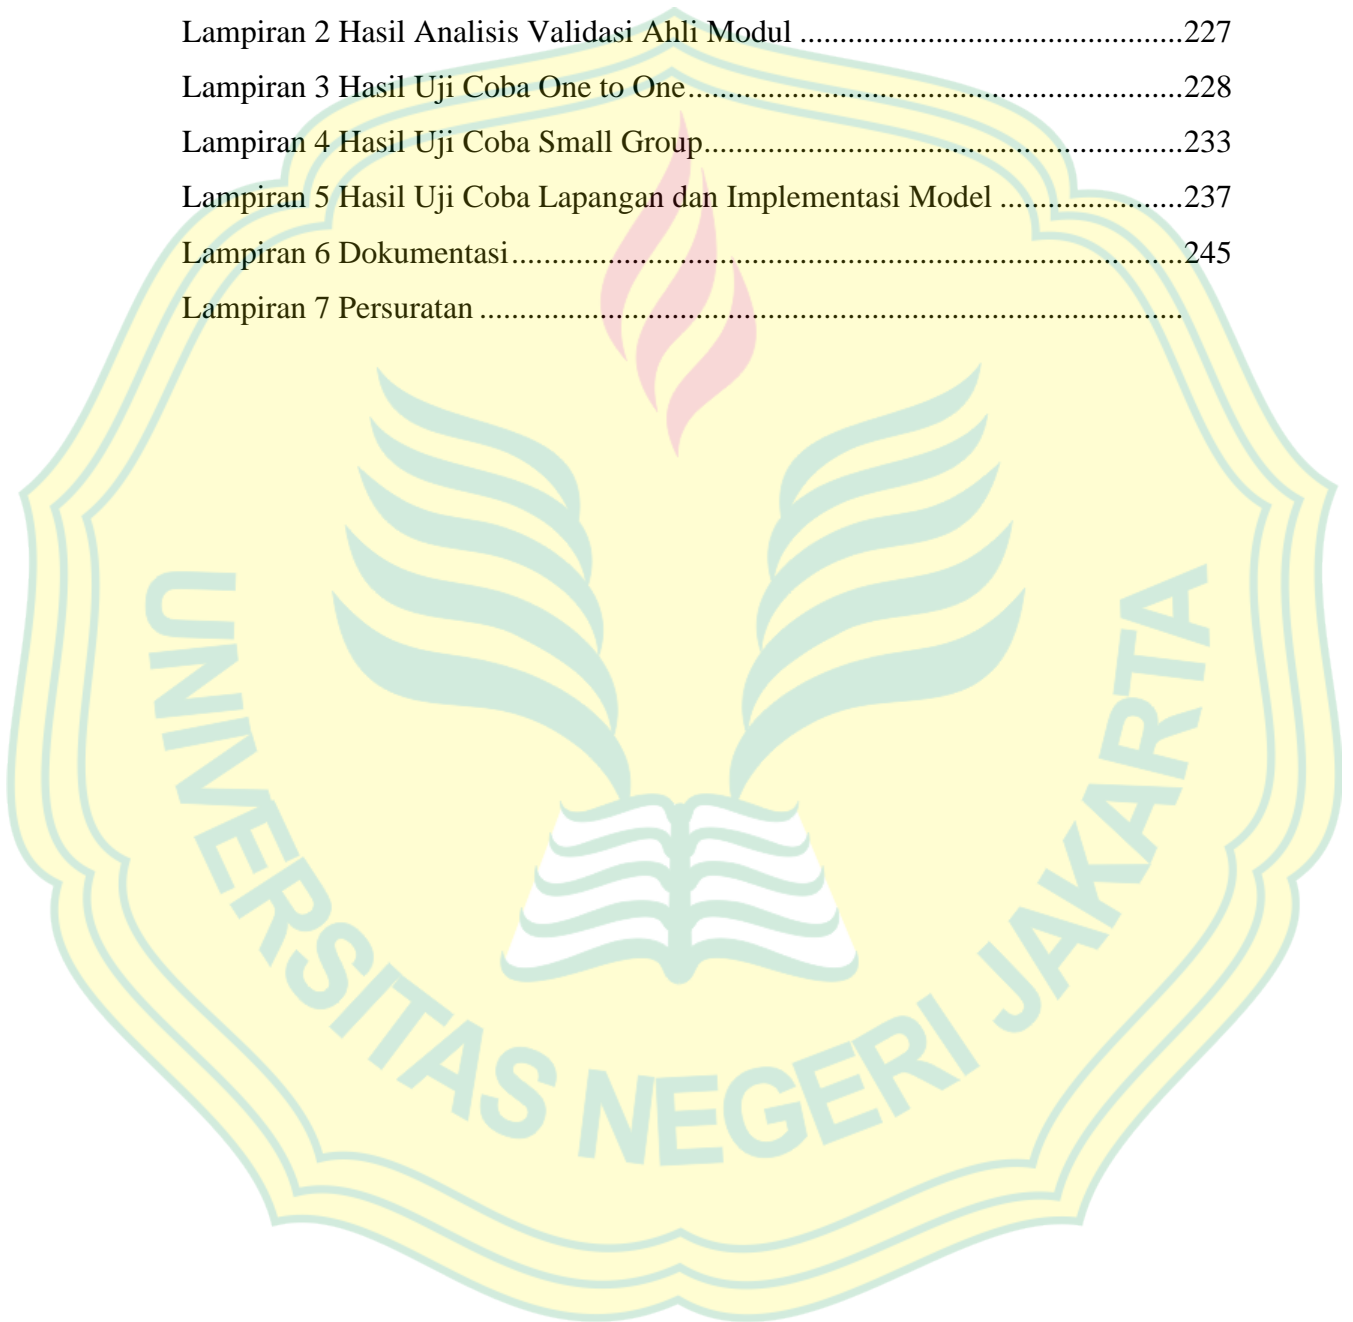 Lampiran 2 Hasil Analisis Validasi Ahli Modul ................................................227
Lampiran 3 Hasil Uji Coba One to One..............................................................228
Lampiran 4 Hasil Uji Coba Small Group............................................................233
Lampiran 5 Hasil Uji Coba Lapangan dan Implementasi Model .......................237
Lampiran 6 Dokumentasi....................................................................................245
Lampiran 7 Persuratan ........................................................................................
UNIVERSITAS NEGERI JAKARTA